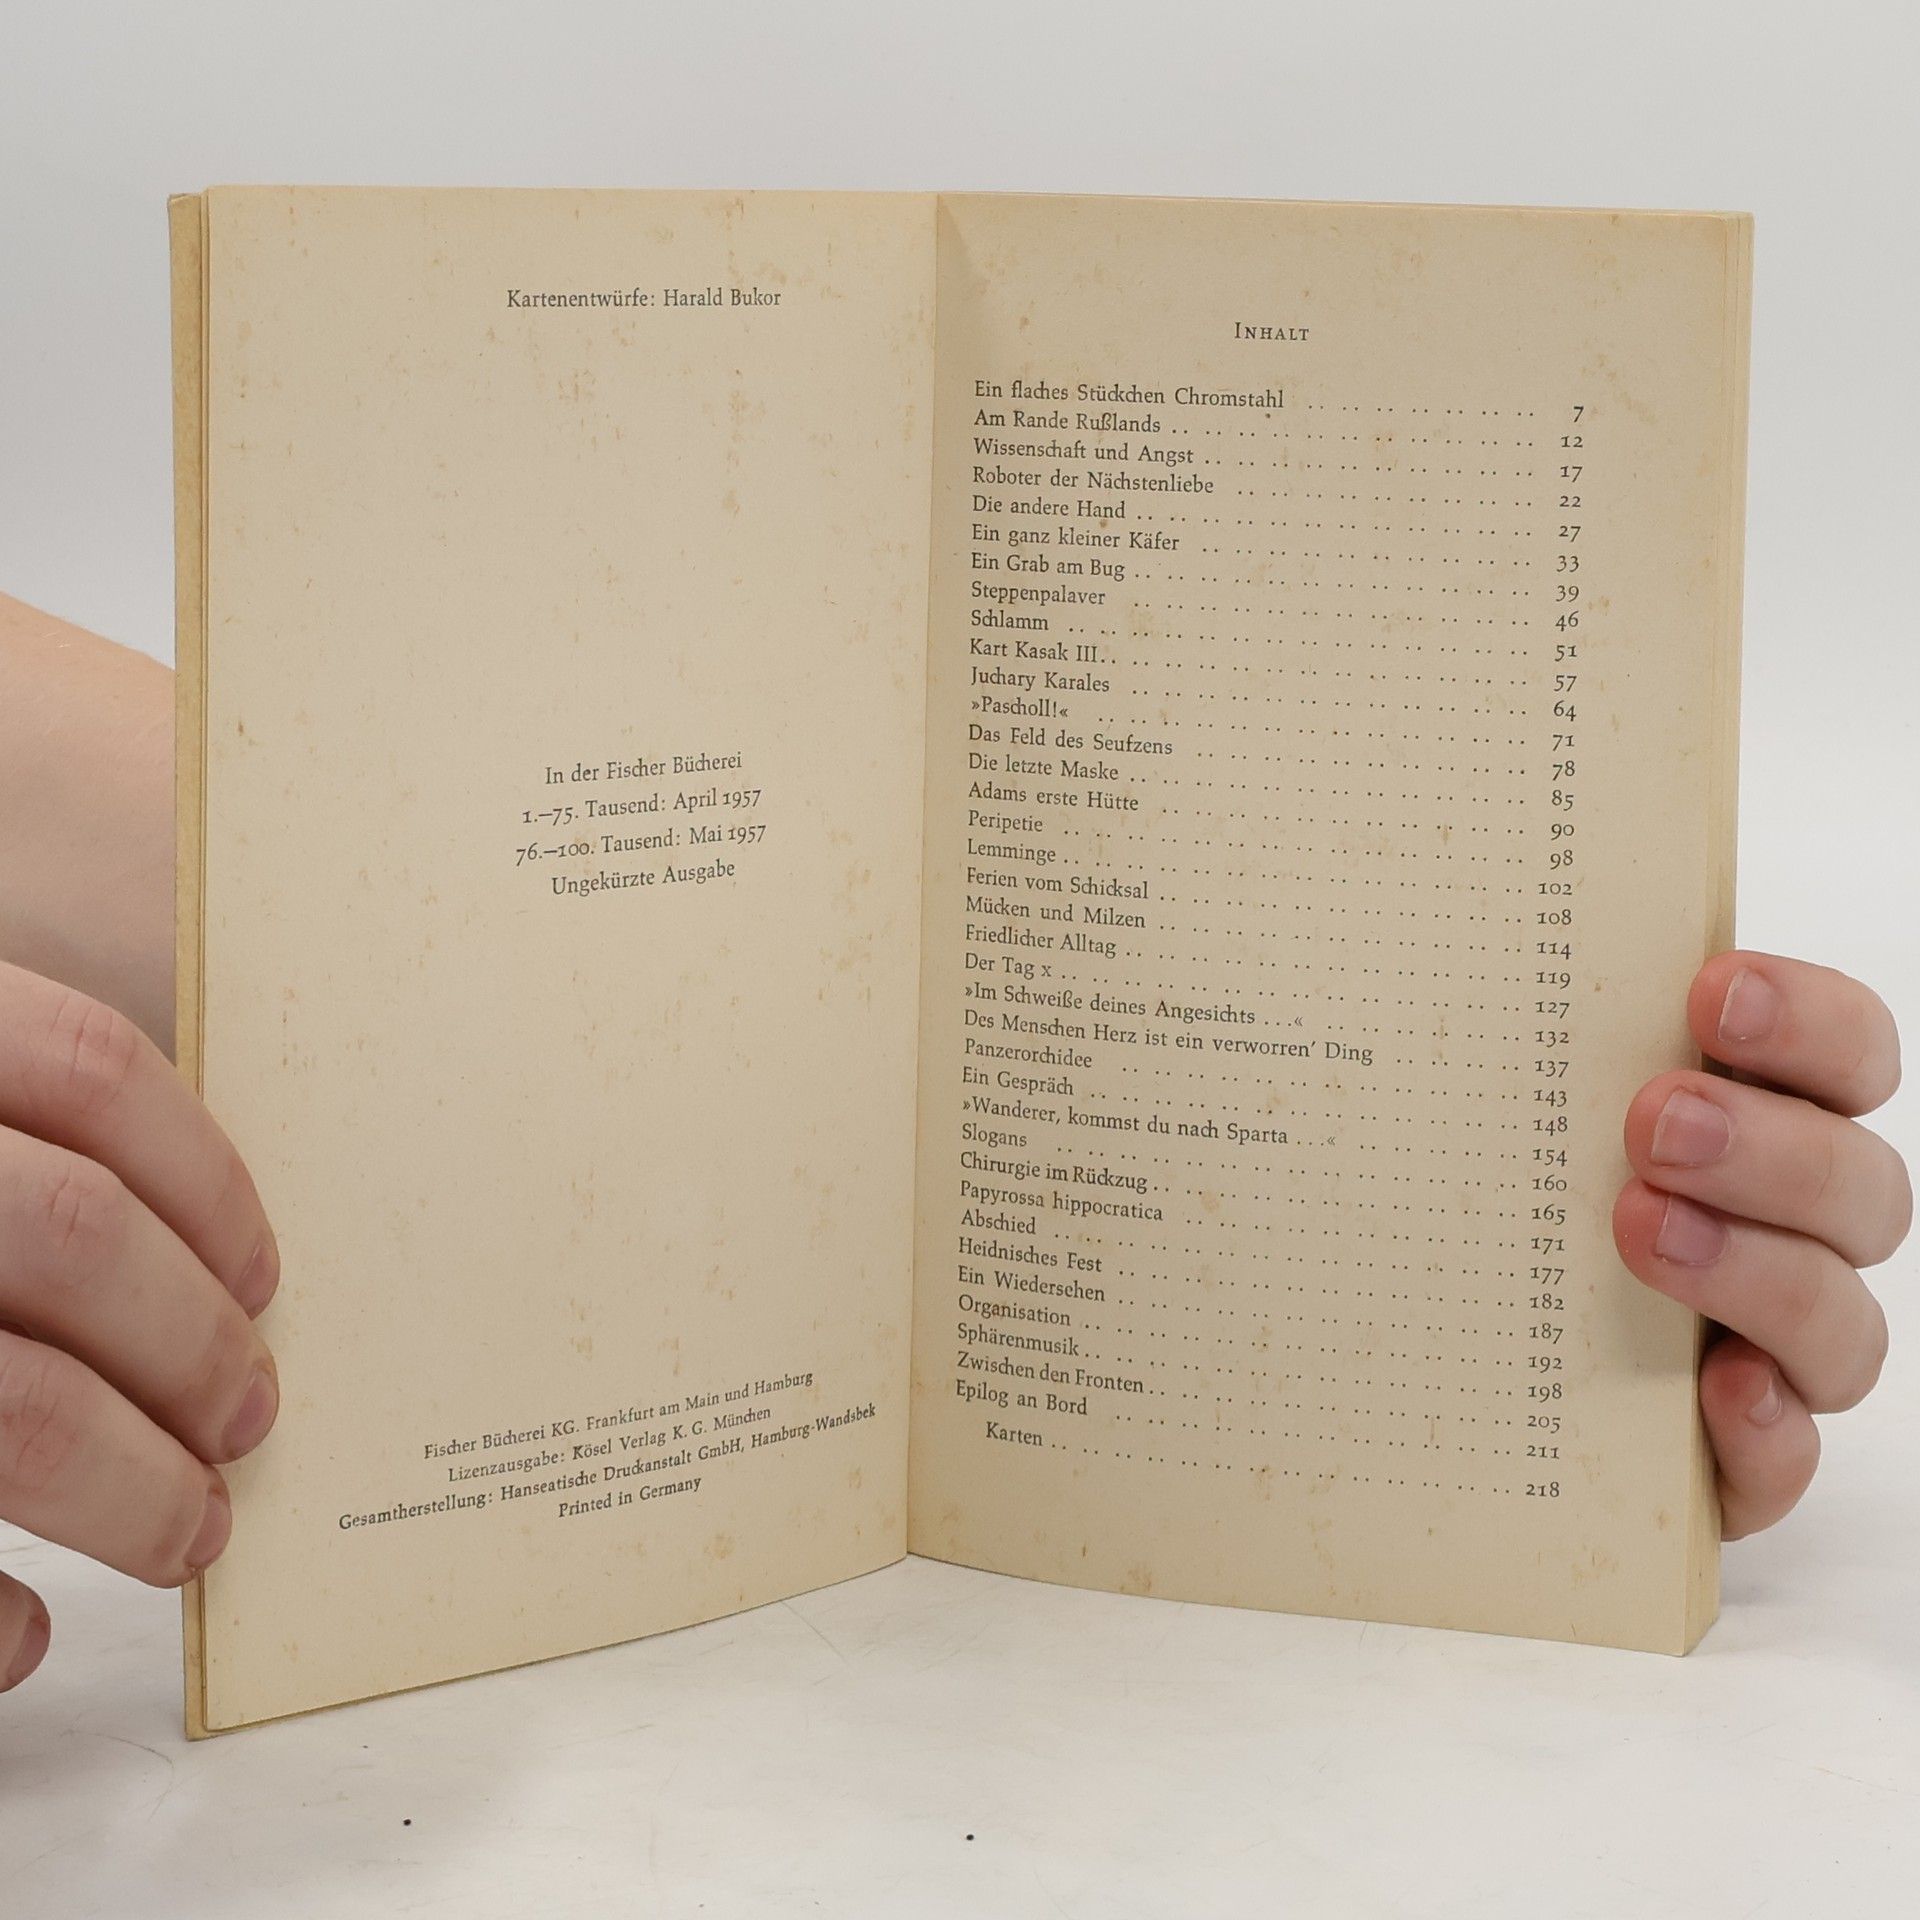 Kartenentwürfe: Harald Bukor
In der Fischer Bücherei
1.—75. Tausend: April 1957
76.—100. Tausend: Mai 1957
Ungekürzte Ausgabe
Fischer Bücherei KG. Frankfurt am Main und Hamburg
Lizenzausgabe: Kösel Verlag K. G. München
Gesamtherstellung: Hanseatische Druckanstalt GmbH, Hamburg-Wandsbek
Printed in Germany
INHALT
Ein flaches Stückchen Chromstahl .. .. .. .. .. .. .. 7
Am Rande Rußlands .. .. .. .. .. .. .. .. .. .. .. 12
Wissenschaft und Angst .. .. .. .. .. .. .. .. .. .. 17
Roboter der Nächstenliebe .. .. .. .. .. .. .. .. .. 22
Die andere Hand .. .. .. .. .. .. .. .. .. .. .. .. 27
Ein ganz kleiner Käfer .. .. .. .. .. .. .. .. .. .. 33
Ein Grab am Bug .. .. .. .. .. .. .. .. .. .. .. .. 39
Steppenpalaver .. .. .. .. .. .. .. .. .. .. .. .. 46
Schlamm .. .. .. .. .. .. .. .. .. .. .. .. .. .. 51
Kart Kasak III .. .. .. .. .. .. .. .. .. .. .. .. .. 57
Juchary Karales .. .. .. .. .. .. .. .. .. .. .. .. 64
»Pascholl!« .. .. .. .. .. .. .. .. .. .. .. .. .. 71
Das Feld des Seufzens .. .. .. .. .. .. .. .. .. .. 78
Die letzte Maske .. .. .. .. .. .. .. .. .. .. .. .. 85
Adams erste Hütte .. .. .. .. .. .. .. .. .. .. .. 90
Peripetie .. .. .. .. .. .. .. .. .. .. .. .. .. .. 98
Lemminge .. .. .. .. .. .. .. .. .. .. .. .. .. .. 102
Ferien vom Schicksal .. .. .. .. .. .. .. .. .. .. .. 108
Mücken und Milzen .. .. .. .. .. .. .. .. .. .. .. 114
Friedlicher Alltag .. .. .. .. .. .. .. .. .. .. .. .. 119
Der Tag x .. .. .. .. .. .. .. .. .. .. .. .. .. .. 127
»Im Schweiße deines Angesichts ...« .. .. .. .. .. .. 132
Des Menschen Herz ist ein verworren' Ding .. .. .. .. 137
Panzerorchidee .. .. .. .. .. .. .. .. .. .. .. .. 143
Ein Gespräch .. .. .. .. .. .. .. .. .. .. .. .. .. 148
»Wanderer, kommst du nach Sparta ...« .. .. .. .. .. 154
Slogans .. .. .. .. .. .. .. .. .. .. .. .. .. .. 160
Chirurgie im Rückzug .. .. .. .. .. .. .. .. .. .. .. 165
Papyrossa hippocratica .. .. .. .. .. .. .. .. .. .. 171
Abschied .. .. .. .. .. .. .. .. .. .. .. .. .. .. 177
Heidnisches Fest .. .. .. .. .. .. .. .. .. .. .. .. 182
Ein Wiedersehen .. .. .. .. .. .. .. .. .. .. .. .. 187
Organisation .. .. .. .. .. .. .. .. .. .. .. .. .. 192
Sphärenmusik .. .. .. .. .. .. .. .. .. .. .. .. .. 198
Zwischen den Fronten .. .. .. .. .. .. .. .. .. .. .. 205
Epilog an Bord .. .. .. .. .. .. .. .. .. .. .. .. 211
Karten .. .. .. .. .. .. .. .. .. .. .. .. .. .. 218